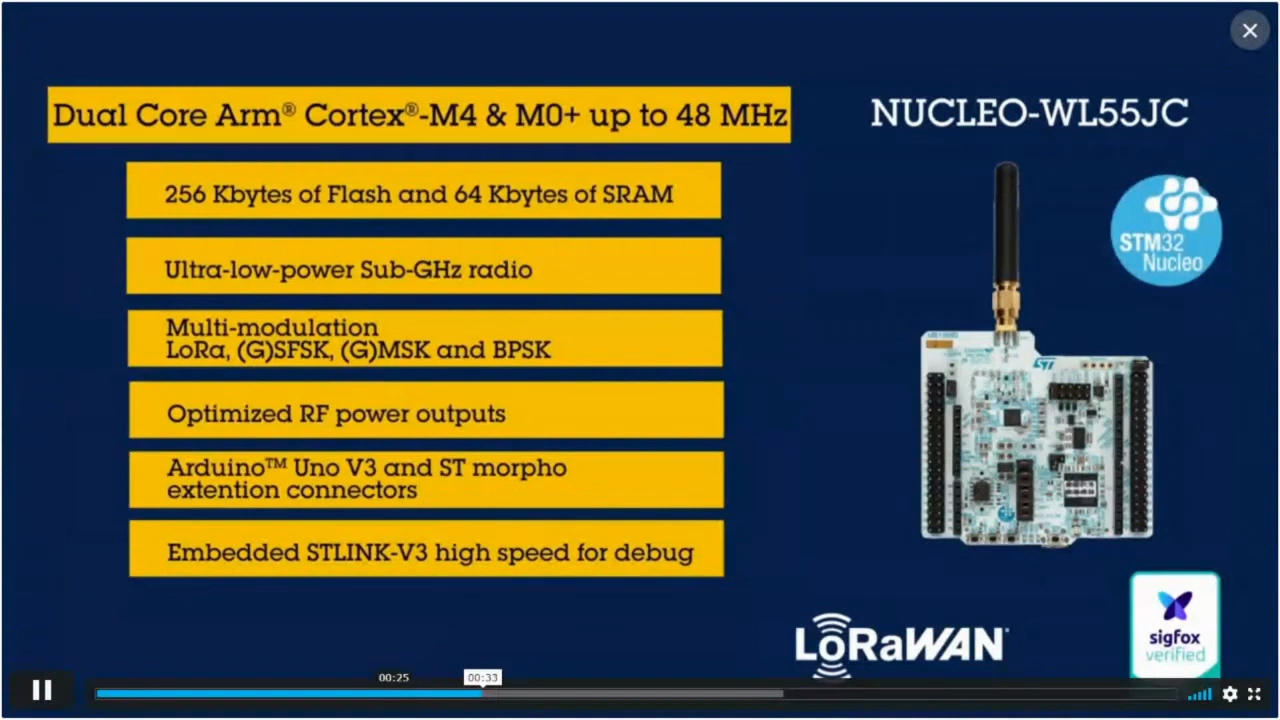 Dual Core Arm® Cortex®-M4 & M0+ up to 48 MHz
NUCLEO-WL55JC
256 Kbytes of Flash and 64 Kbytes of SRAM
STM32
Nucleo
Ultra-low-power Sub-GHz radio
Multi-modulation
LoRa, (G)SFSK, (G)MSK and BPSK
Optimized RF power outputs
Arduino™ Uno V3 and ST morpho
extention connectors
Embedded STLINK-V3 high speed for debug
ST
LoRaWAN®
sigfox
verified
00:25
00:33